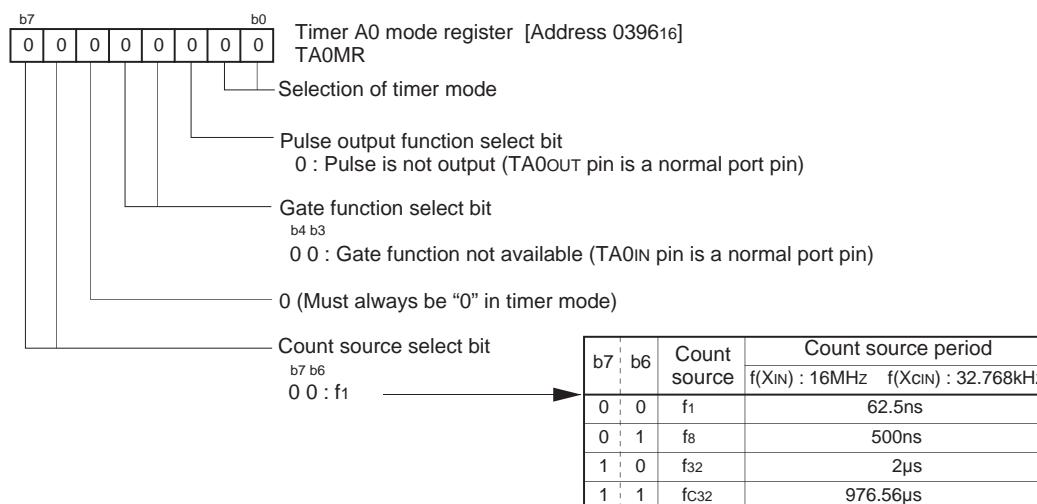 b7 b0
0 0 0 0 0 0 0 0
Timer A0 mode register [Address 039616]
TA0MR
Selection of timer mode
Pulse output function select bit
0 : Pulse is not output (TA0OUT pin is a normal port pin)
Gate function select bit
b4 b3
0 0 : Gate function not available (TA0IN pin is a normal port pin)
0 (Must always be “0” in timer mode)
Count source select bit
b7 b6
0 0 : f1
b7 b6 Count source Count source period
f(XIN) : 16MHz f(XCIN) : 32.768kHz
0 0 f1 62.5ns
0 1 f8 500ns
1 0 f32 2µs
1 1 fC32 976.56µs